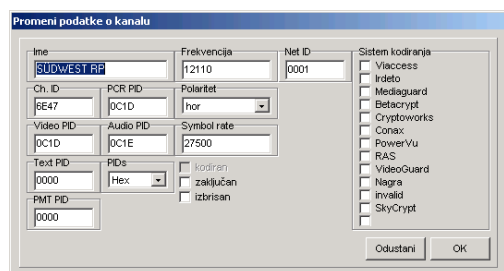 Promeni podatke o kanalu
Ime
SÜDWEST RP
Frekvencija
12110
Net ID
0001
Ch. ID
6E47
PCR PID
0C1D
Polaritet
hor
Video PID
0C1D
Audio PID
0C1E
Symbol rate
27500
Text PID
0000
PIDs
Hex
PMT PID
0000
kodiran
zaključan
izbrisan
Sistem kodiranja
Viaccess
Irdeto
Mediaguard
Betacrypt
Cryptoworks
Conax
PowerVu
RAS
VideoGuard
Nagra
invalid
SkyCrypt
Odustani
OK